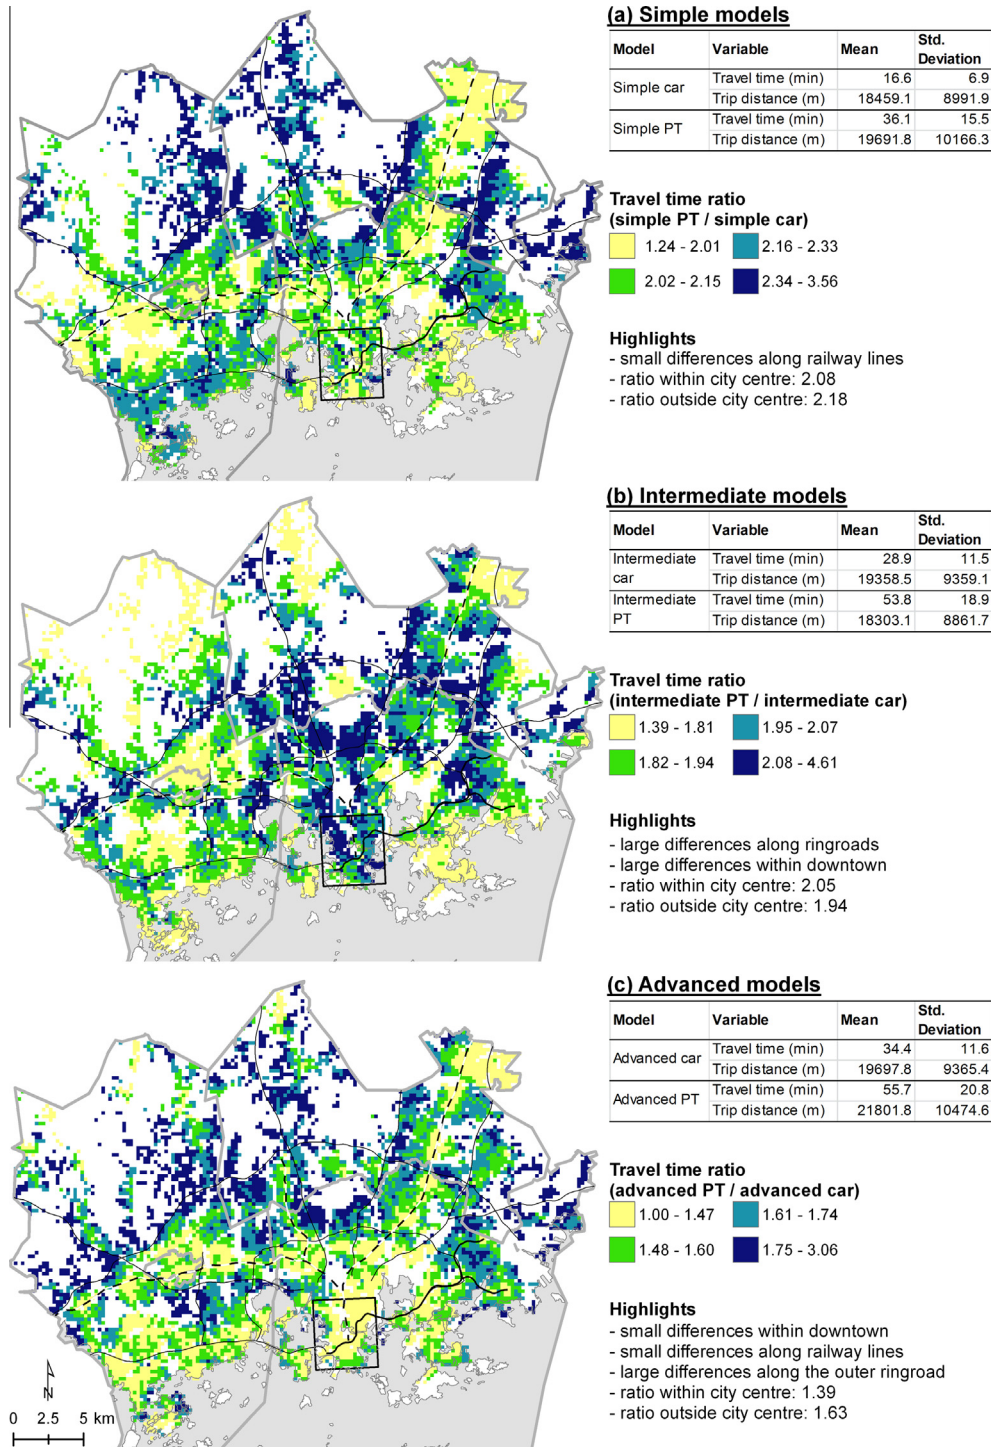 (a) Simple models
Model Variable Mean Std. Deviation
Simple car Travel time (min) 16.6 6.9
Trip distance (m) 18459.1 8991.9
Simple PT Travel time (min) 36.1 15.5
Trip distance (m) 19691.8 10166.3
Travel time ratio
(simple PT / simple car)
1.24 - 2.01 2.16 - 2.33
2.02 - 2.15 2.34 - 3.56
Highlights
- small differences along railway lines
- ratio within city centre: 2.08
- ratio outside city centre: 2.18
(b) Intermediate models
Model Variable Mean Std. Deviation
Intermediate car Travel time (min) 28.9 11.5
Trip distance (m) 19358.5 9359.1
Intermediate PT Travel time (min) 53.8 18.9
Trip distance (m) 18303.1 8861.7
Travel time ratio
(intermediate PT / intermediate car)
1.39 - 1.81 1.95 - 2.07
1.82 - 1.94 2.08 - 4.61
Highlights
- large differences along ringroads
- large differences within downtown
- ratio within city centre: 2.05
- ratio outside city centre: 1.94
(c) Advanced models
Model Variable Mean Std. Deviation
Advanced car Travel time (min) 34.4 11.6
Trip distance (m) 19697.8 9365.4
Advanced PT Travel time (min) 55.7 20.8
Trip distance (m) 21801.8 10474.6
Travel time ratio
(advanced PT / advanced car)
1.00 - 1.47 1.61 - 1.74
1.48 - 1.60 1.75 - 3.06
Highlights
- small differences within downtown
- small differences along railway lines
- large differences along the outer ringroad
- ratio within city centre: 1.39
- ratio outside city centre: 1.63
N
0 2.5 5 km